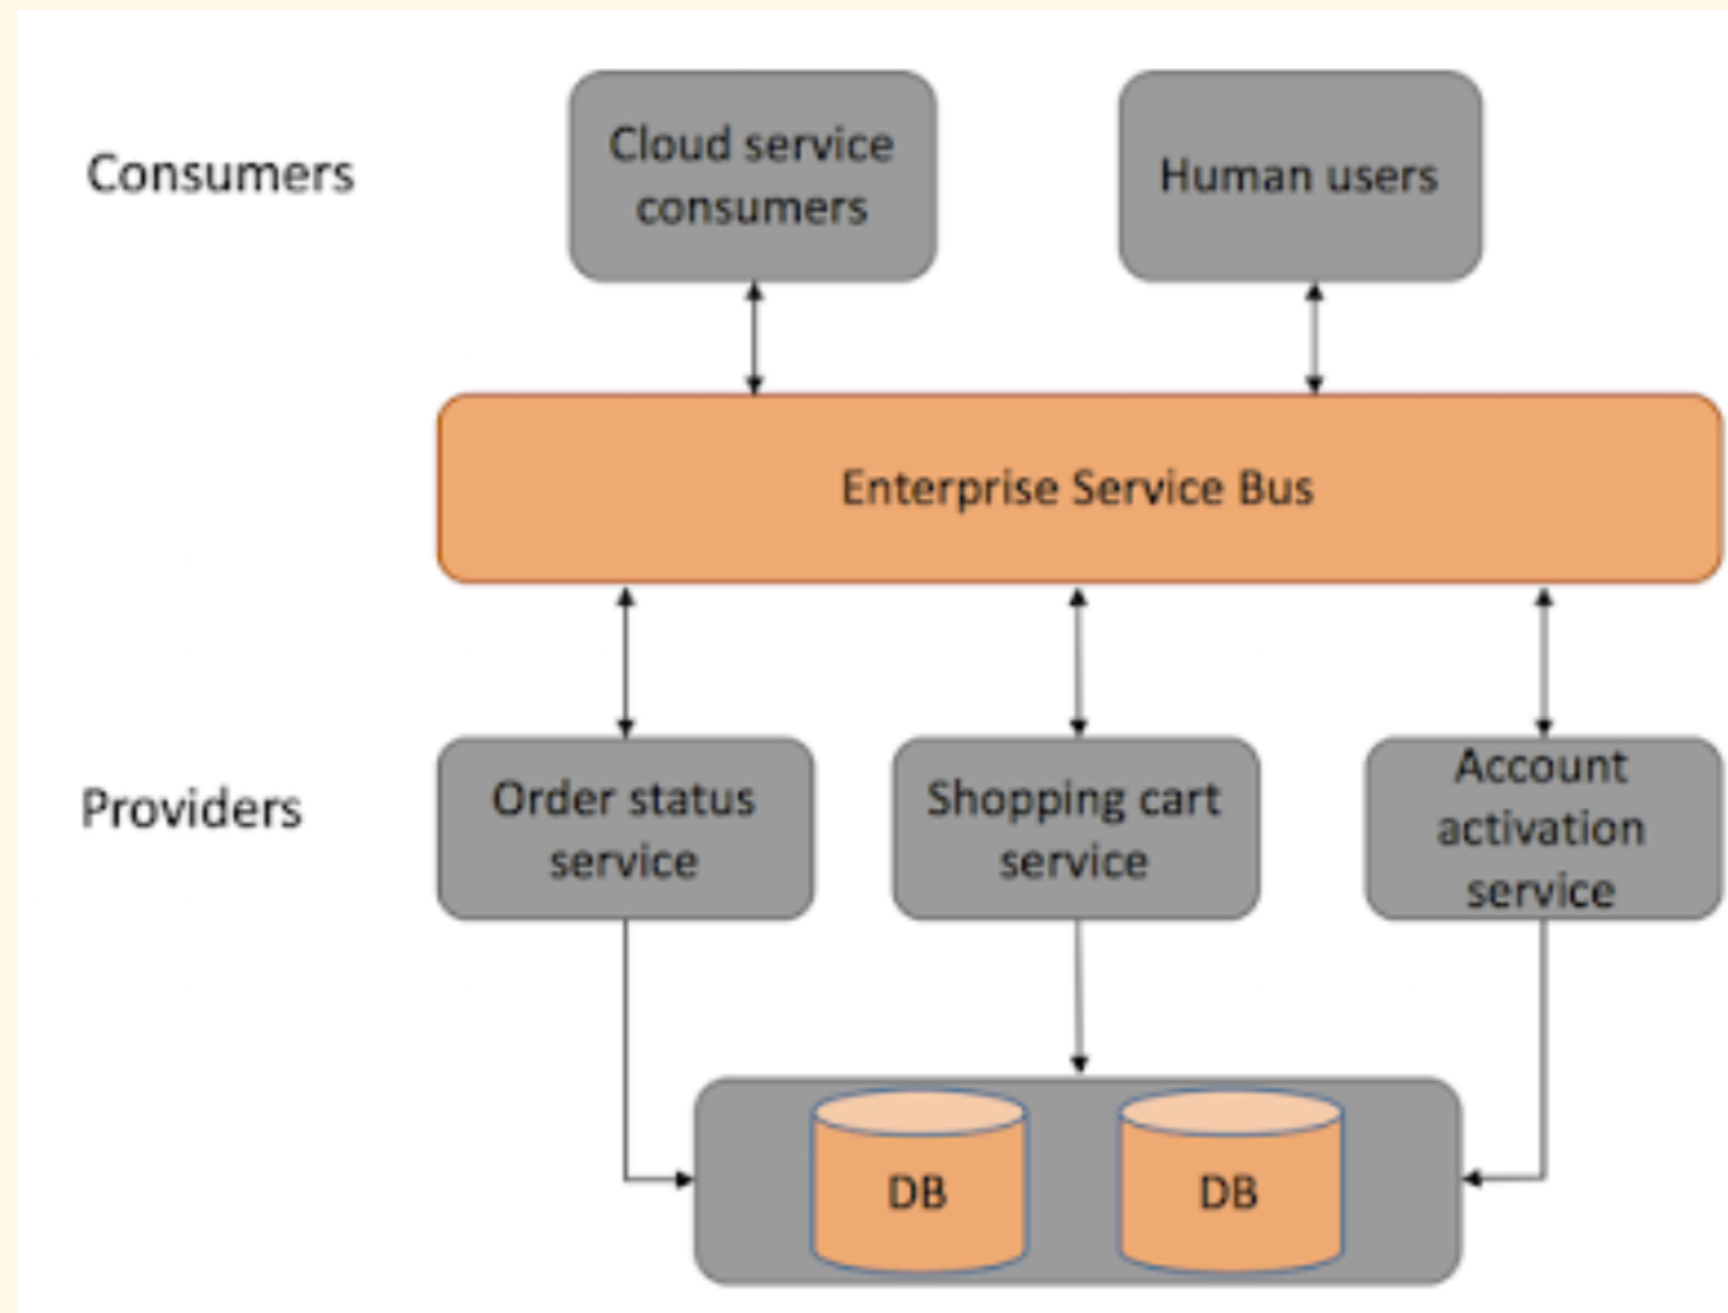 Consumers
Cloud service
consumers
Human users
Enterprise Service Bus
Providers
Order status
service
Shopping cart
service
Account
activation
service
DB
DB